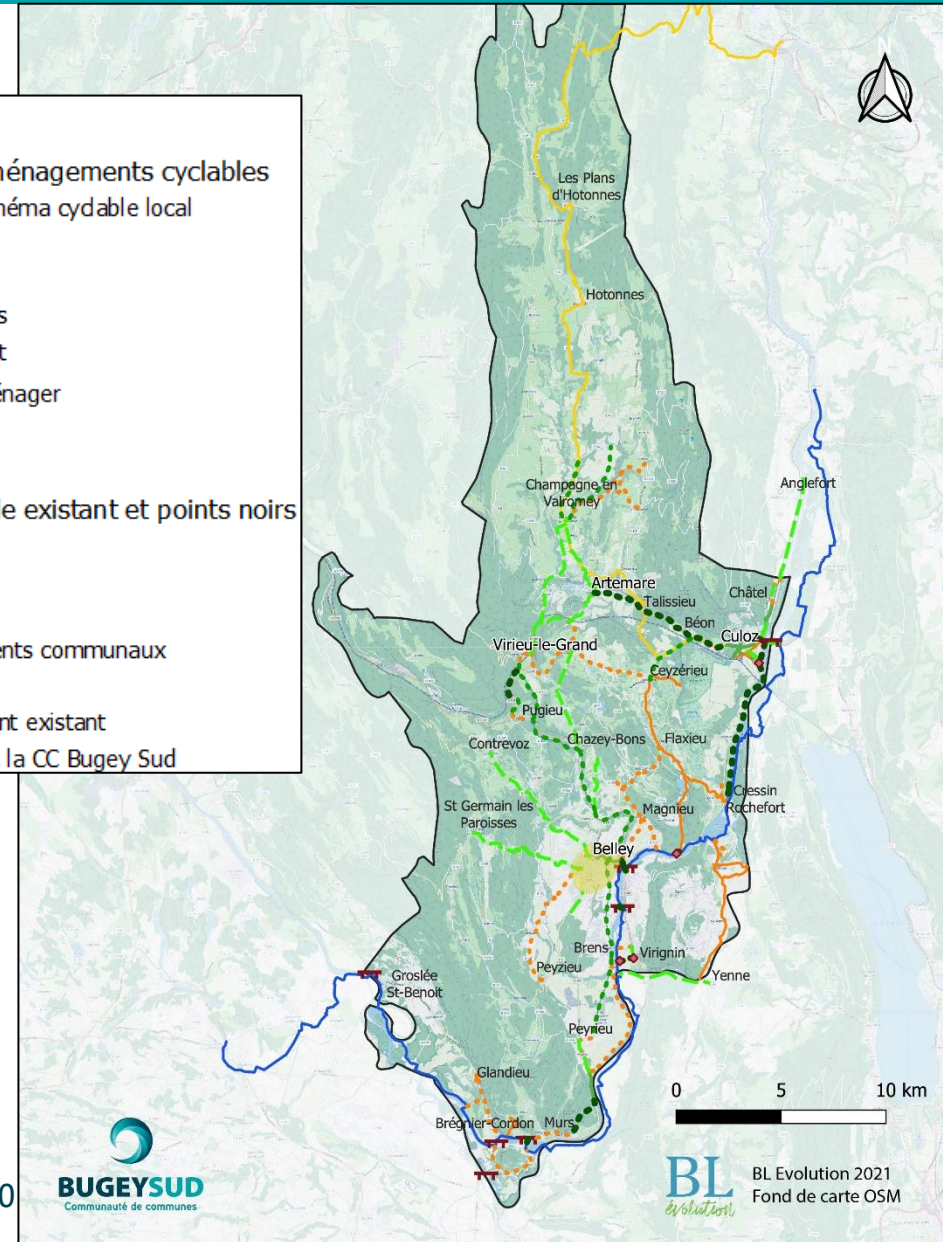 énagements cyclables
héma cyclable local
s
t
énager
le existant et points noirs
ents communaux
nt existant
la CC Bugey Sud
N
Les Plans
d'Hotonnes
Hotonnes
Champagne en
Valromey
Anglefort
Artemare
Talissieu
Châtel
Béon
Culoz
Virieu-le-Grand
Ceyzérieu
Pugieu
Contrevoz
Chazey-Bons
Flaxieu
Cressin
Rochefort
St Germain les
Paroisses
Magnieu
Belley
Brens
Virignin
Peyzieu
Yenne
Groslée
St-Benoit
Peyrieu
Glandieu
Brégnier-Cordon
Murs
0 5 10 km
0
BUGEYSUD
Communauté de communes
BL
évolution
BL Evolution 2021
Fond de carte OSM